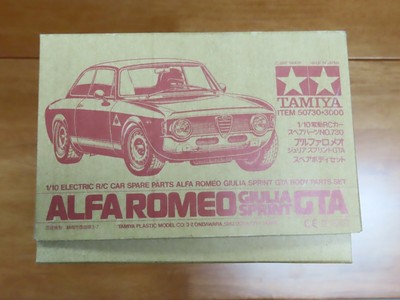 TAMIYA
ITEM 50730-3000
1/10電動RCカー
スペアパーツNO.730
アルファロメオ
ジュリアスプリントGTA
スペアボディセット
1/10 ELECTRIC R/C CAR SPARE PARTS ALFA ROMEO GIULIA SPRINT GTA BODY PARTS SET
ALFA ROMEO GIULIA SPRINT GTA
TAMIYA PLASTIC MODEL CO.
CE